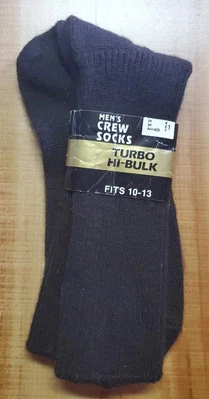 MEN'S
CREW
SOCKS
TURBO
HI-BULK
FITS 10-13